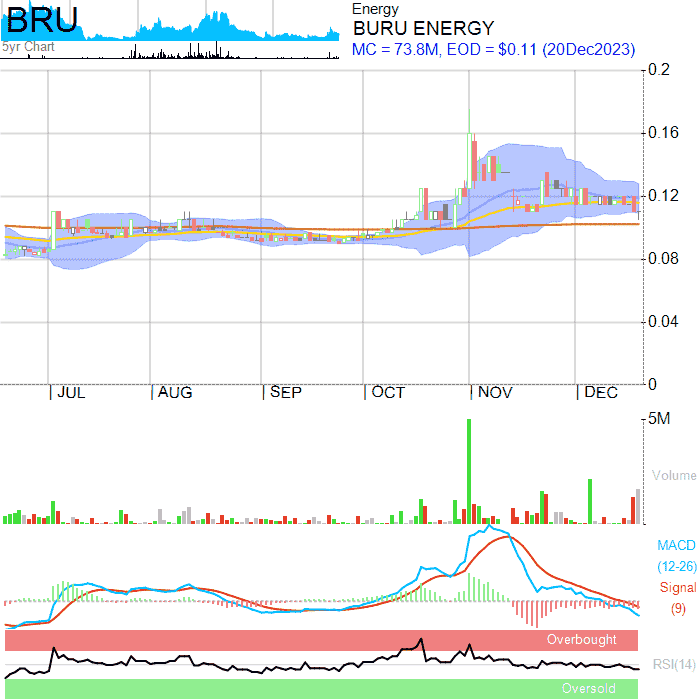 BRU
5yr Chart
Energy
BURU ENERGY
MC = 73.8M, EOD = $0.11 (20Dec2023)
0.2
0.16
0.12
0.08
0.04
0
JUL AUG SEP OCT NOV DEC
5M
Volume
MACD
(12-26)
Signal
(9)
Overbought
RSI(14)
Oversold